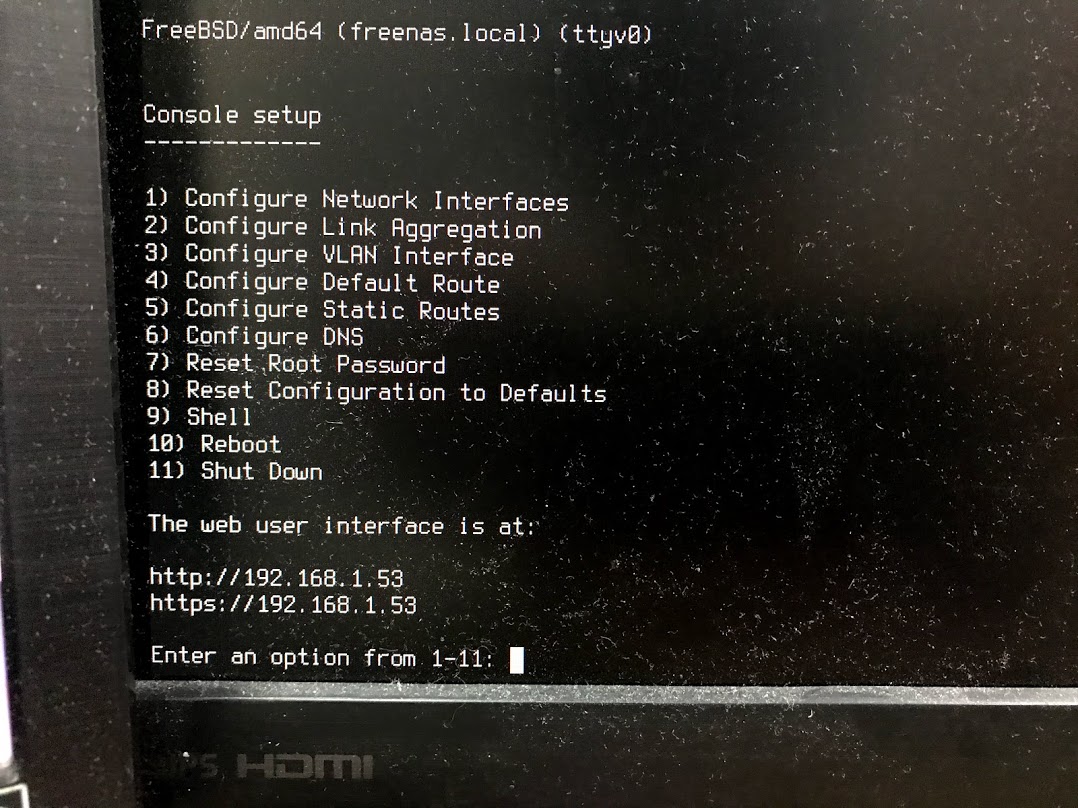 FreeBSD/amd64 (freenas.local) (ttyv0)
Console setup
-------------
1) Configure Network Interfaces
2) Configure Link Aggregation
3) Configure VLAN Interface
4) Configure Default Route
5) Configure Static Routes
6) Configure DNS
7) Reset Root Password
8) Reset Configuration to Defaults
9) Shell
10) Reboot
11) Shut Down
The web user interface is at:
http://192.168.1.53
https://192.168.1.53
Enter an option from 1-11:
HDMI